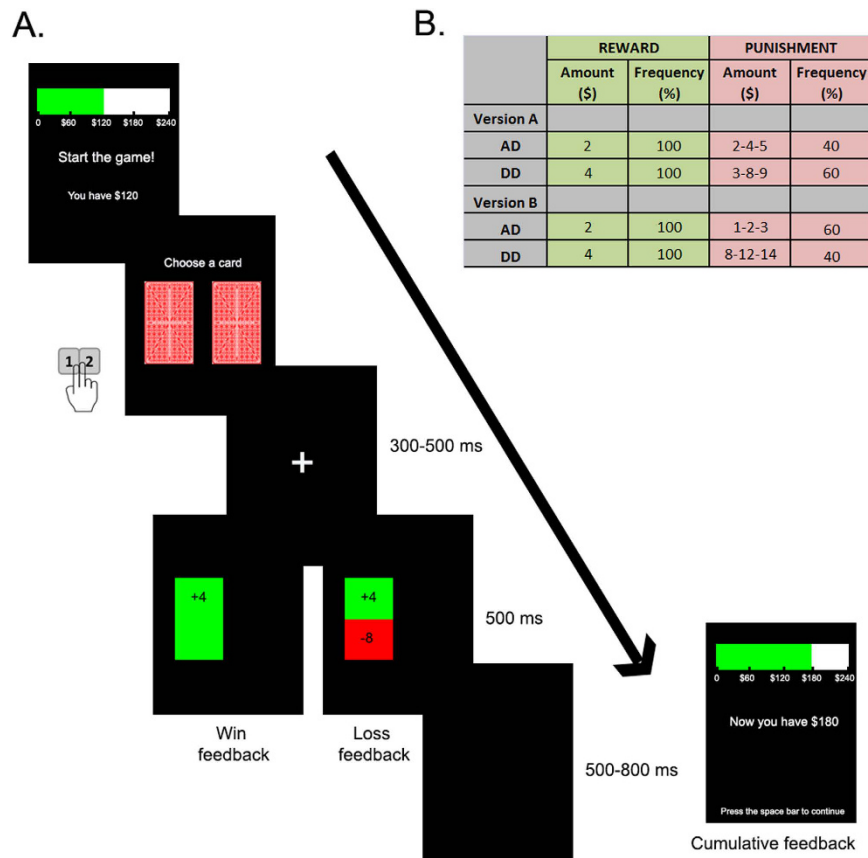 A.
0 $60 $120 $180 $240
Start the game!
You have $120
Choose a card
1 2
+
300-500 ms
+4
+4
-8
500 ms
Win
feedback
Loss
feedback
500-800 ms
0 $60 $120 $180 $240
Now you have $180
Press the space bar to continue
Cumulative feedback
B.
REWARD PUNISHMENT
Amount ($) Frequency (%) Amount ($) Frequency (%)
Version A
AD 2 100 2-4-5 40
DD 4 100 3-8-9 60
Version B
AD 2 100 1-2-3 60
DD 4 100 8-12-14 40